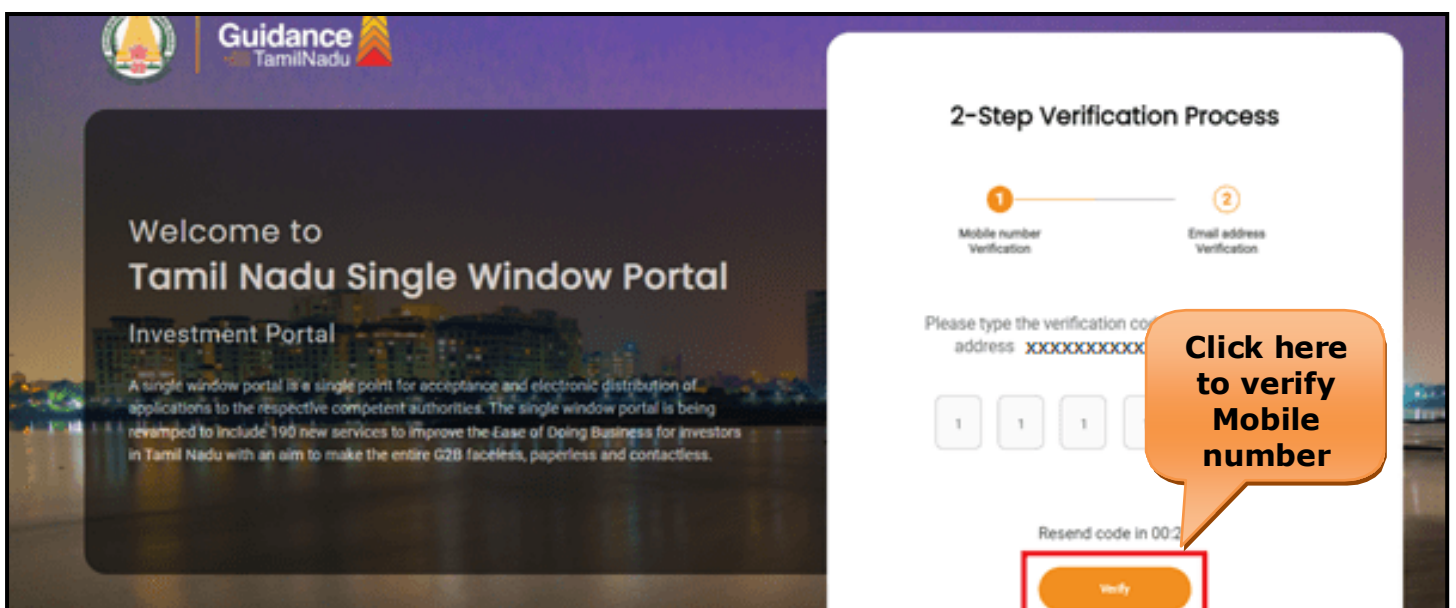 Guidance
TamilNadu
Welcome to
Tamil Nadu Single Window Portal
Investment Portal
A single window portal is a single point for acceptance and electronic distribution of
applications to the respective competent authorities. The single window portal is being
revamped to include 190 new services to improve the Ease of Doing Business for investors
in Tamil Nadu with an aim to make the entire G2B faceless, paperless and contactless.
2-Step Verification Process
1
2
Mobile number
Verification
Email address
Verification
Please type the verification
address xxxxxxxxxx
1 1 1
Resend code in
Verify
Click here
to verify
Mobile
number